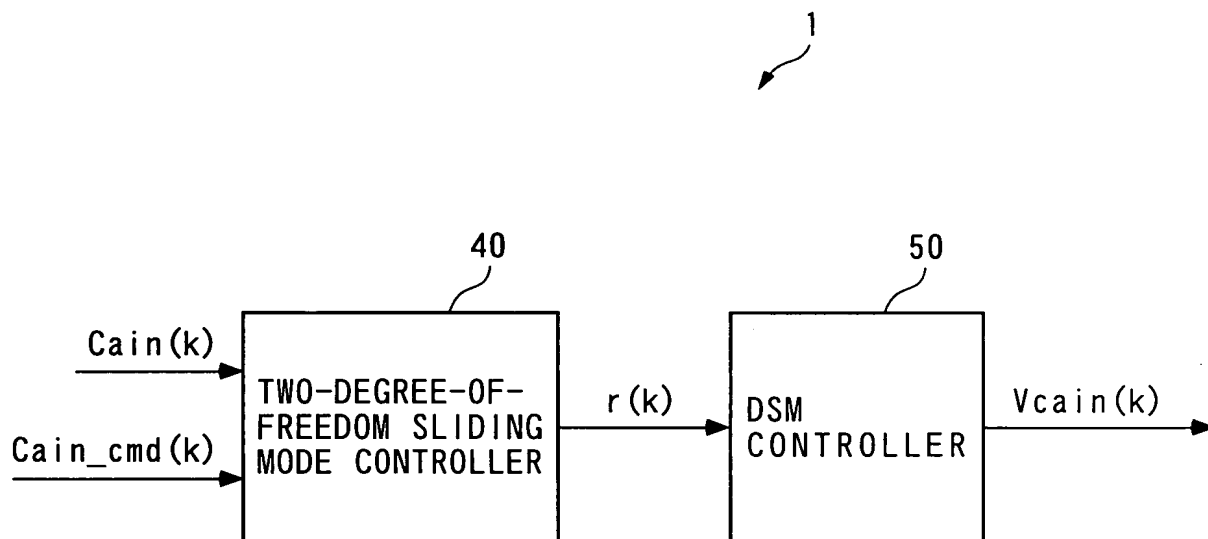 1
40
50
Cain(k)
Cain_cmd(k)
TWO-DEGREE-OF-
FREEDOM SLIDING
MODE CONTROLLER
r(k)
DSM
CONTROLLER
Vcain(k)